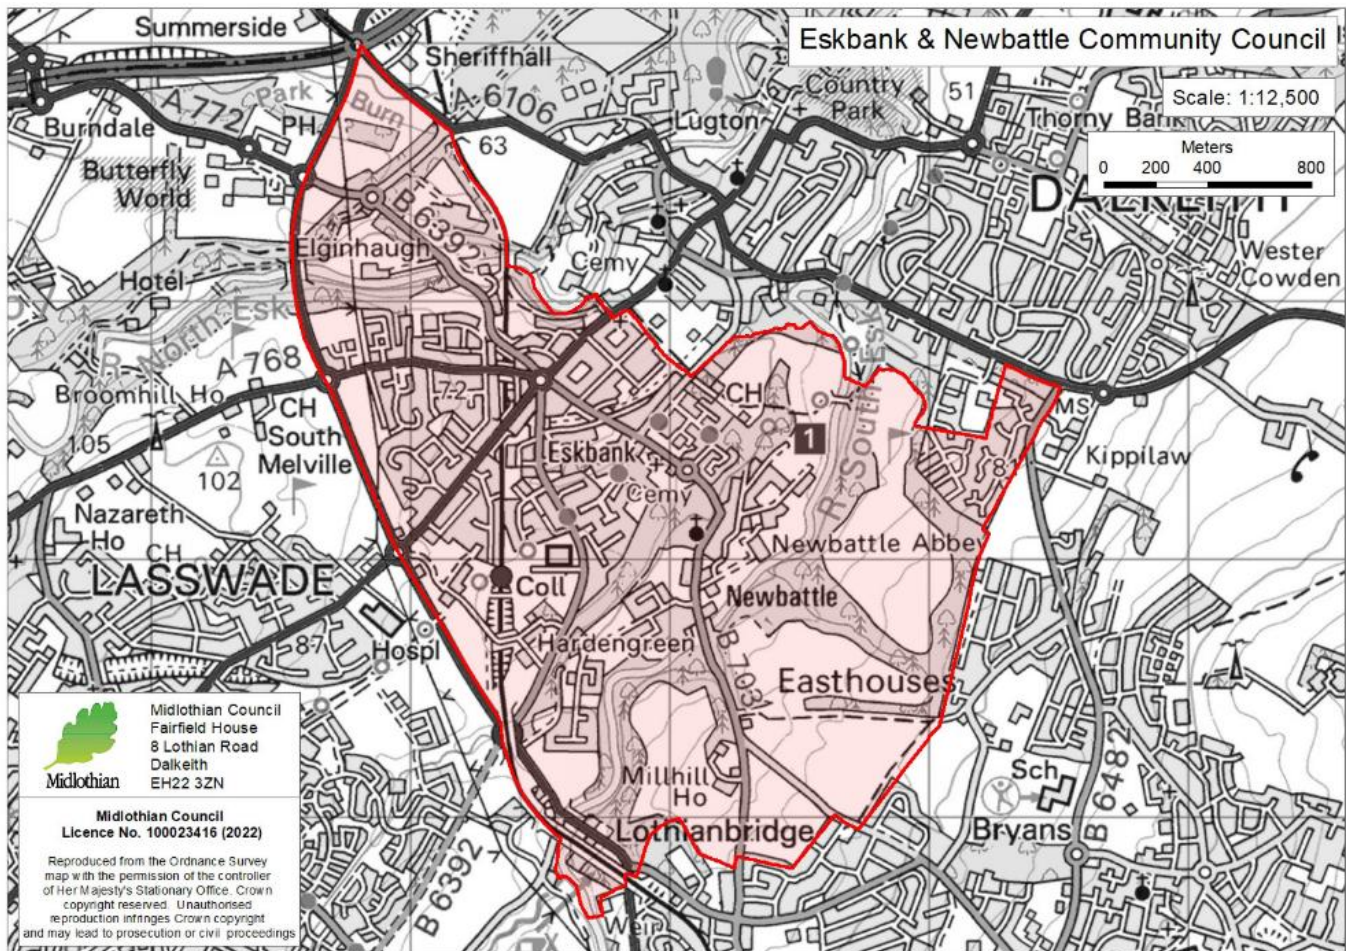 Eskbank & Newbattle Community Council
Scale: 1:12,500
Meters
0 200 400 800
Summerside
Sheriffhall
Country
Park
51
Thorny Bank
A 6106
Park
Burn
A 772
PH
Lugton
Burndale
63
Butterfly
World
DALKEITH
B 6392
Elginhaugh
Cemy
Wester
Cowden
Hotel
R North Esk
A 768
R South Esk
Broomhill Ho
72
CH
CH
MS
South
Melville
105
102
1
81
Kippilaw
Eskbank
Cemy
Nazareth
Ho
CH
LASSWADE
Newbattle Abbey
Coll
Newbattle
87
Hospl
Hardengreen
B 7031
Easthouses
Millhill
Ho
Sch
B 6482
Lothianbridge
Bryans
B 6392
Weir
Midlothian
Midlothian Council
Fairfield House
8 Lothian Road
Dalkeith
EH22 3ZN
Midlothian Council
Licence No. 100023416 (2022)
Reproduced from the Ordnance Survey
map with the permission of the controller
of Her Majesty's Stationary Office. Crown
copyright reserved. Unauthorised
reproduction infringes Crown copyright
and may lead to prosecution or civil proceedings